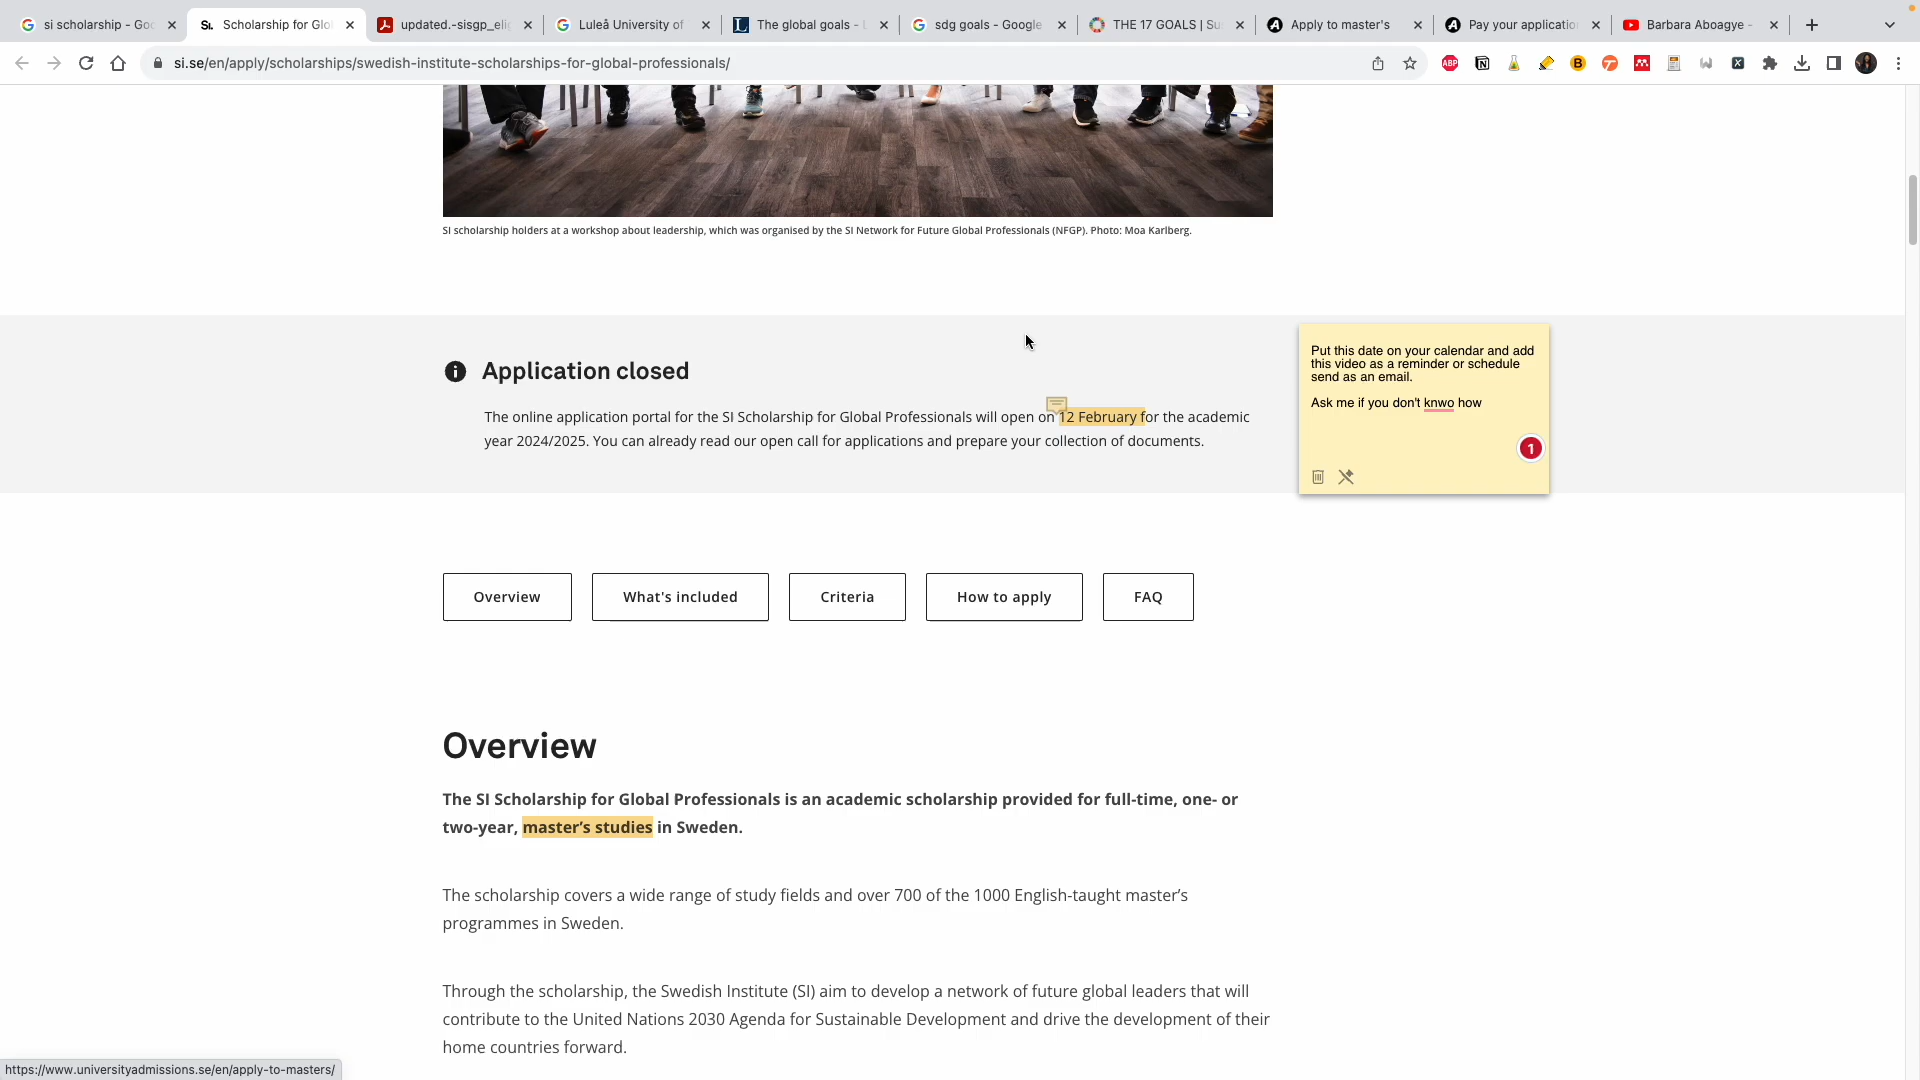 si scholarship - Goo
Scholarship for Glo
updated.-sisgp_eli
Luleå University of
The global goals - L
sdg goals - Google
THE 17 GOALS | Su
Apply to master's
Pay your applicatio
Barbara Aboagye -
si.se/en/apply/scholarships/swedish-institute-scholarships-for-global-professionals/
SI scholarship holders at a workshop about leadership, which was organised by the SI Network for Future Global Professionals (NFGP). Photo: Moa Karlberg.
Application closed
The online application portal for the SI Scholarship for Global Professionals will open on 12 February for the academic
year 2024/2025. You can already read our open call for applications and prepare your collection of documents.
Put this date on your calendar and add
this video as a reminder or schedule
send as an email.
Ask me if you don't knwo how
1
Overview
What's included
Criteria
How to apply
FAQ
Overview
The SI Scholarship for Global Professionals is an academic scholarship provided for full-time, one- or
two-year, master’s studies in Sweden.
The scholarship covers a wide range of study fields and over 700 of the 1000 English-taught master’s
programmes in Sweden.
Through the scholarship, the Swedish Institute (SI) aim to develop a network of future global leaders that will
contribute to the United Nations 2030 Agenda for Sustainable Development and drive the development of their
home countries forward.
https://www.universityadmissions.se/en/apply-to-masters/